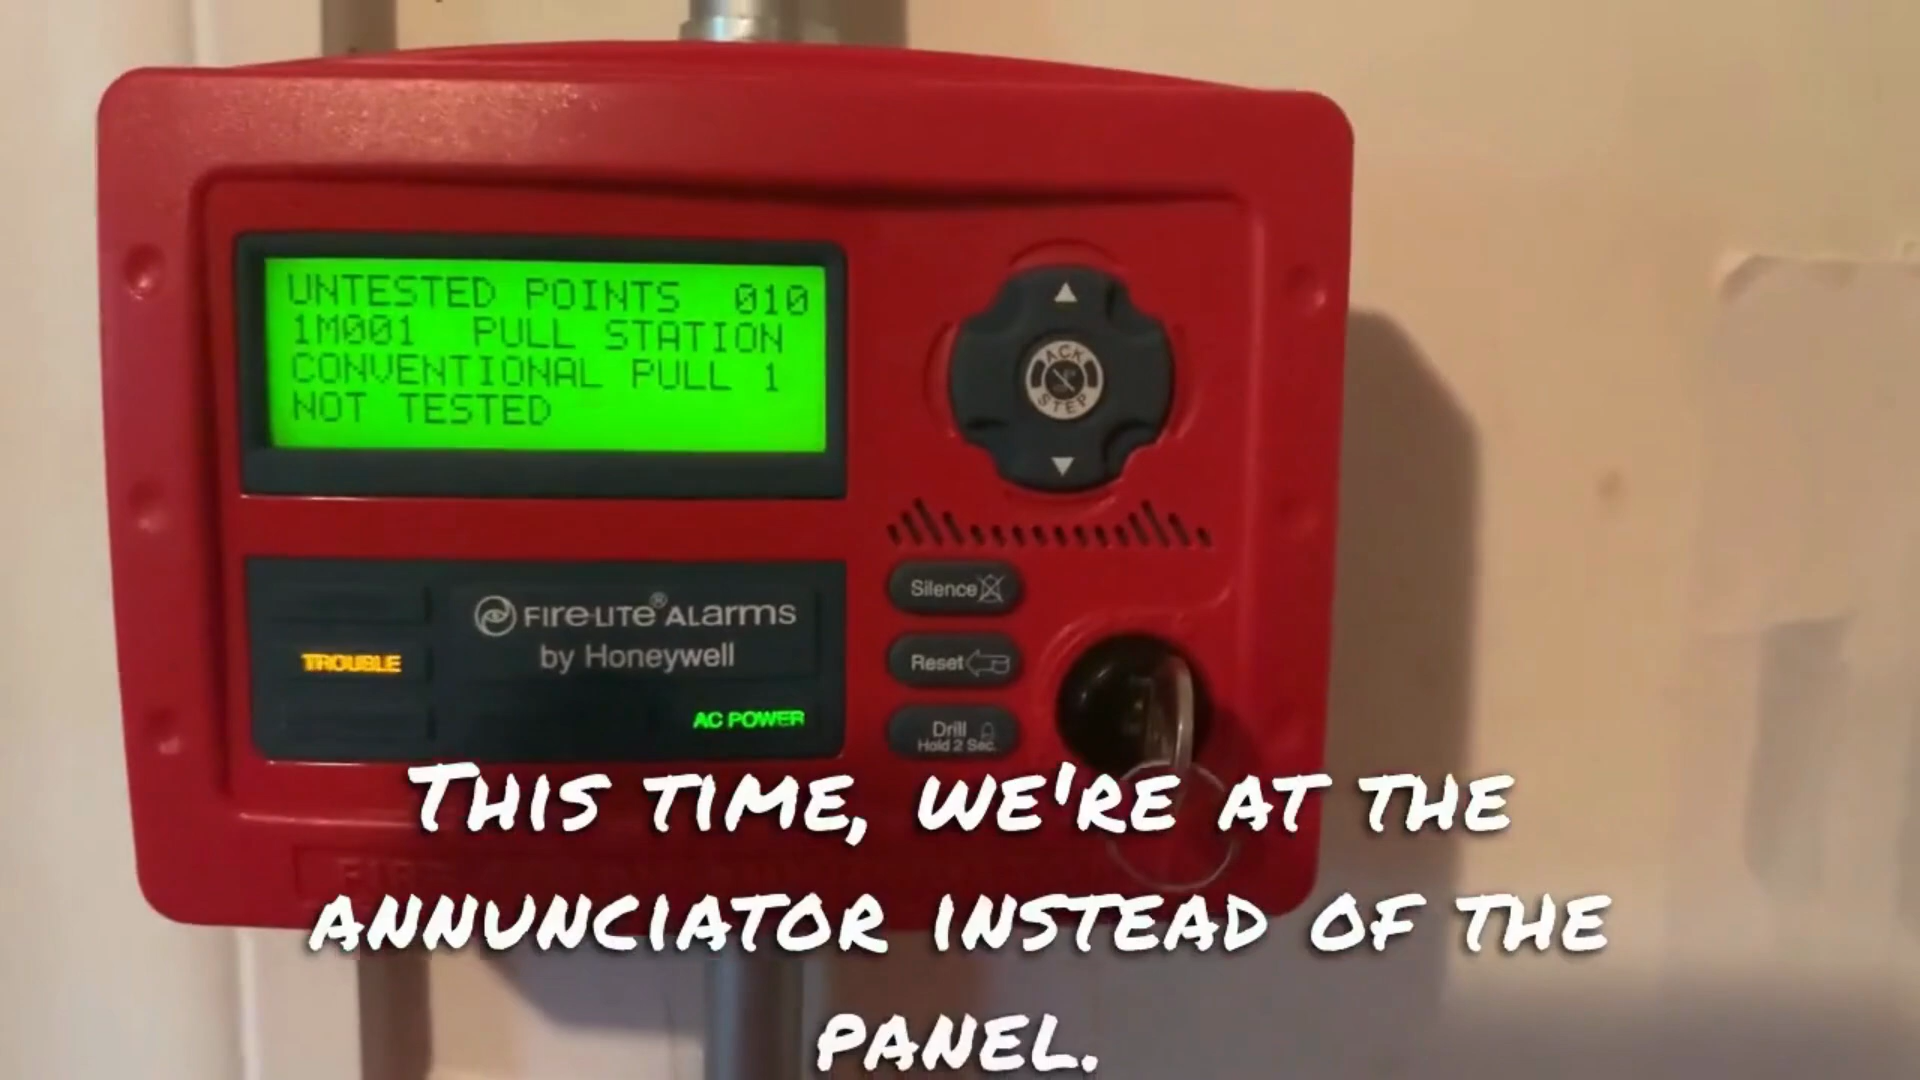 UNTESTED POINTS 010
1M001 PULL STATION
CONVENTIONAL PULL 1
NOT TESTED
ACK
STEP
Silence
FIRE-LITE® ALARMS
by Honeywell
TROUBLE
Reset
AC POWER
Drill
Hold 2 Sec.
THIS TIME, WE'RE AT THE
ANNUNCIATOR INSTEAD OF THE
PANEL.